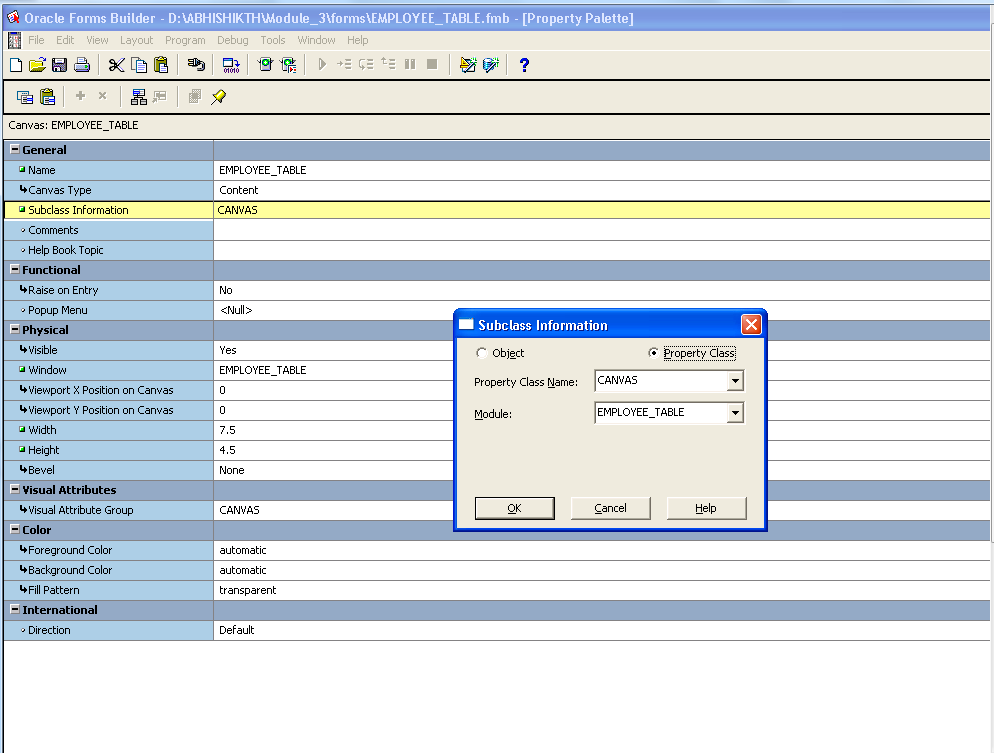 Oracle Forms Builder - D:\ABHISHIKTH\Module_3\forms\EMPLOYEE_TABLE.fmb - [Property Palette]
File Edit View Layout Program Debug Tools Window Help
Canvas: EMPLOYEE_TABLE
General
Name EMPLOYEE_TABLE
Canvas Type Content
Subclass Information CANVAS
Comments
Help Book Topic
Functional
Raise on Entry No
Popup Menu <Null>
Physical
Visible Yes
Window EMPLOYEE_TABLE
Viewport X Position on Canvas 0
Viewport Y Position on Canvas 0
Width 7.5
Height 4.5
Bevel None
Visual Attributes
Visual Attribute Group CANVAS
Color
Foreground Color automatic
Background Color automatic
Fill Pattern transparent
International
Direction Default
Subclass Information
Object Property Class
Property Class Name: CANVAS
Module: EMPLOYEE_TABLE
OK Cancel Help